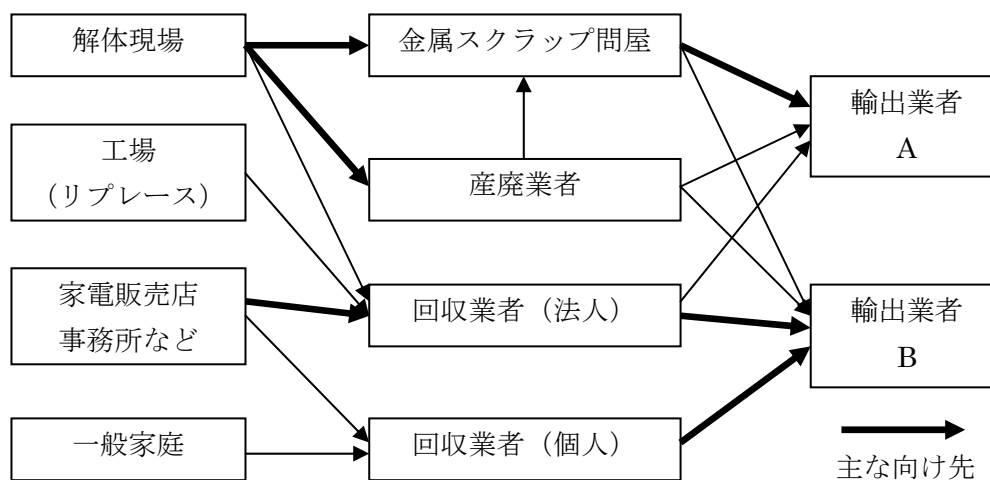 解体現場
金属スクラップ問屋
輸出業者
A
工場
（リプレース）
産廃業者
家電販売店
事務所など
回収業者（法人）
輸出業者
B
一般家庭
回収業者（個人）
主な向け先